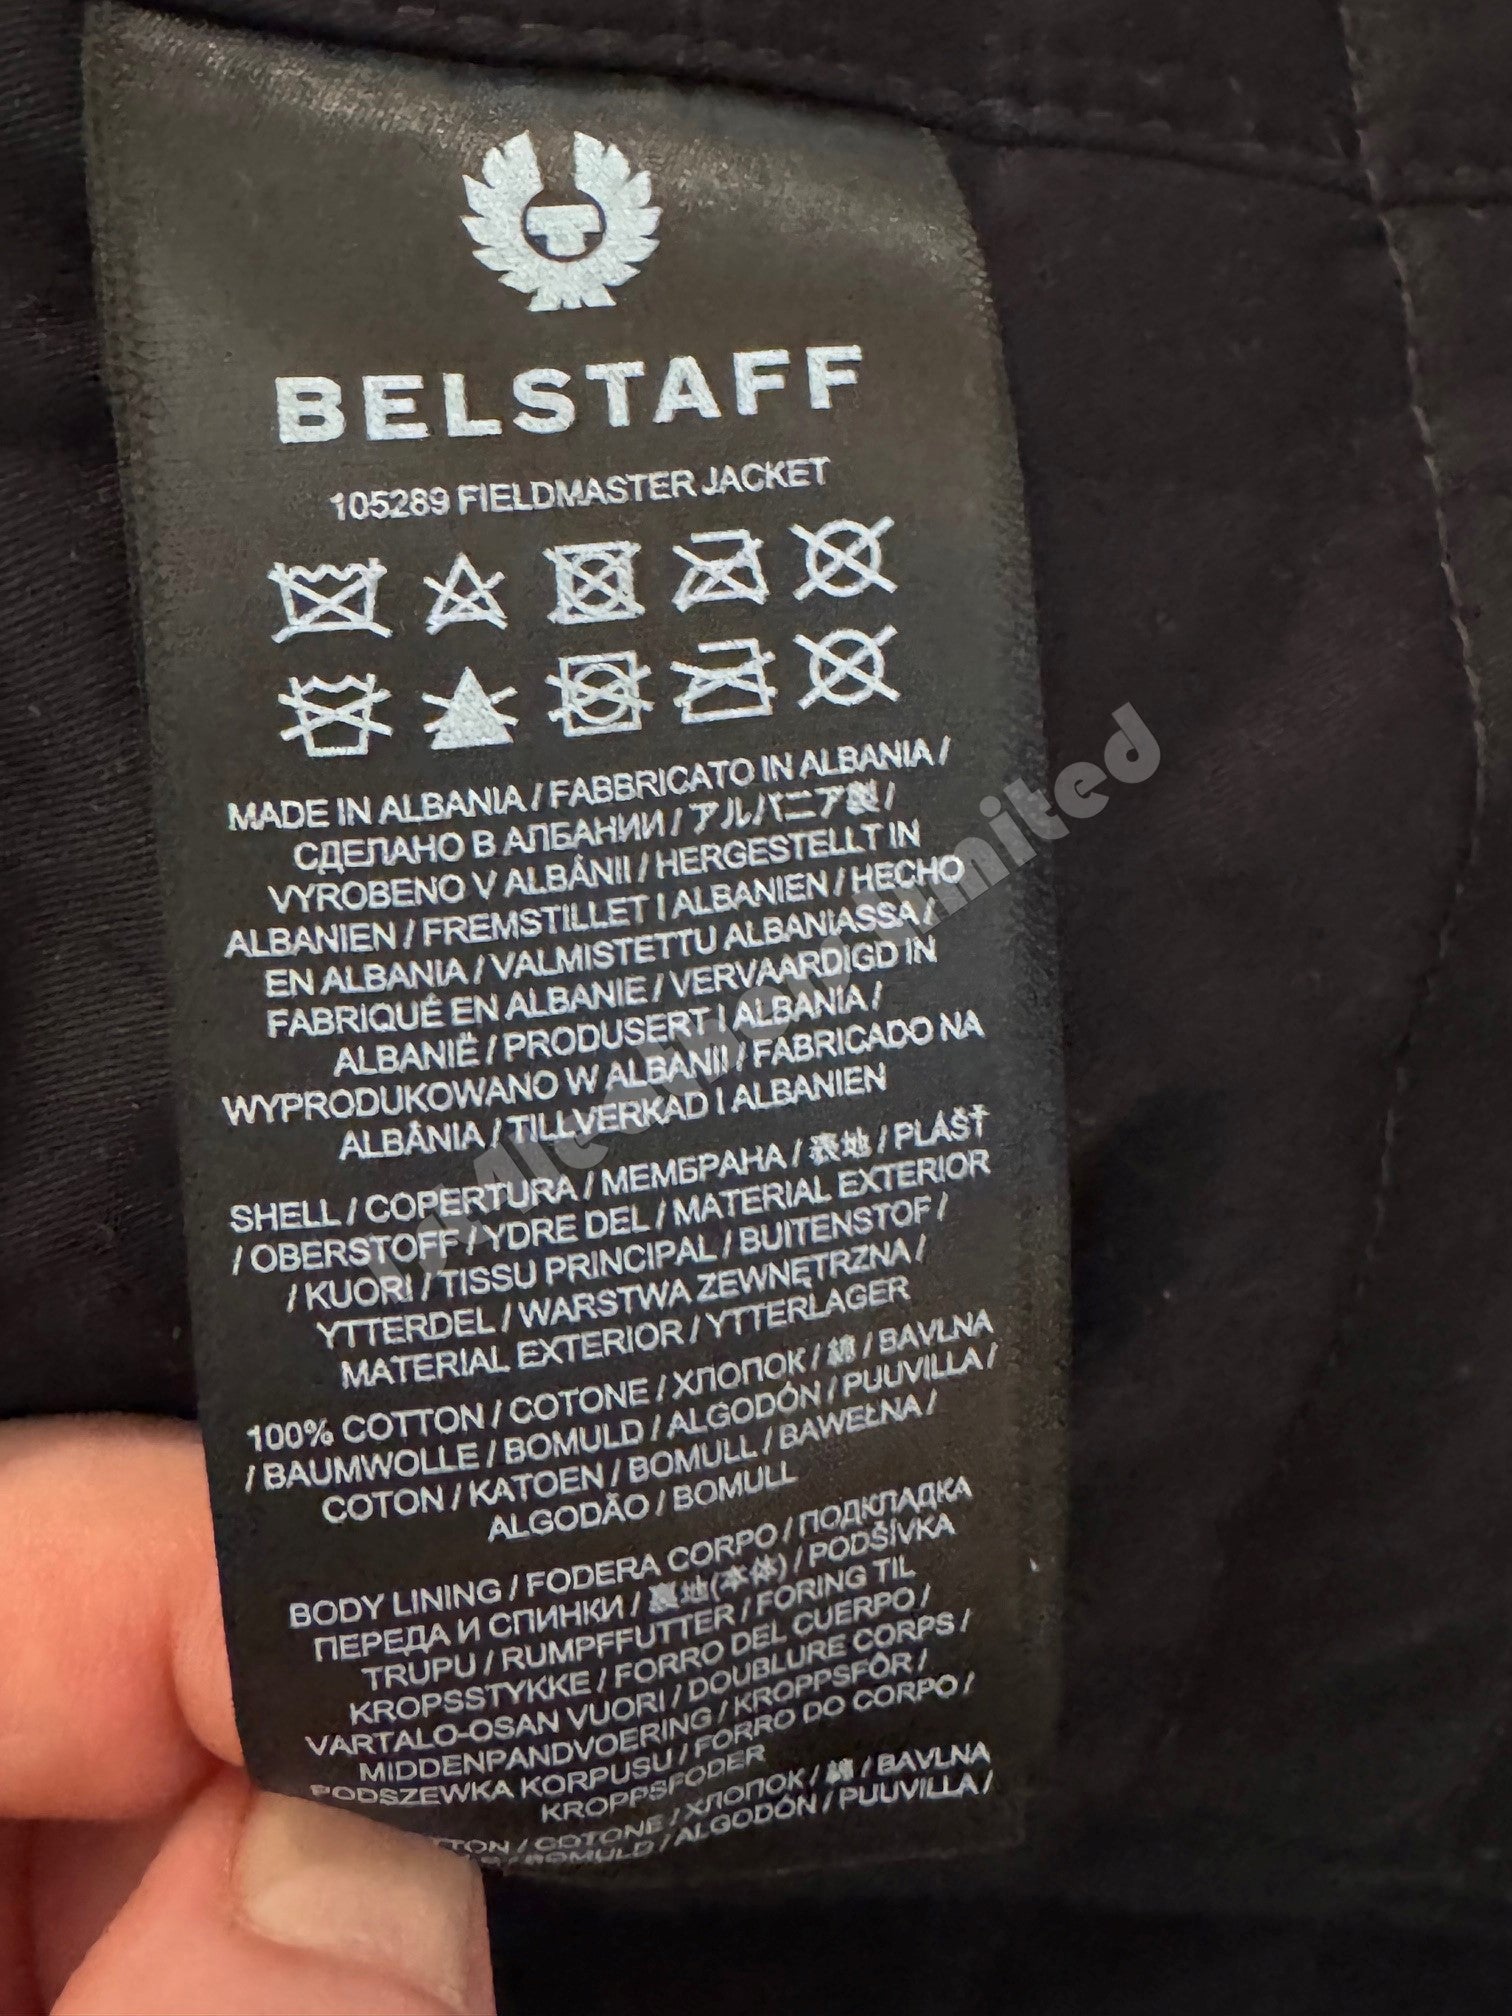 BELSTAFF
105289 FIELDMASTER JACKET
MADE IN ALBANIA / FABBRICATO IN ALBANIA /
СДЕЛАНО В АЛБАНИИ / アルバニア製 /
VYROBENO V ALBÁNII / HERGESTELLT IN
ALBANIEN / FREMSTILLET I ALBANIEN / HECHO
EN ALBANIA / VALMISTETTU ALBANIASSA /
FABRIQUÉ EN ALBANIE / VERVAARDIGD IN
ALBANIË / PRODUSERT I ALBANIA /
WYPRODUKOWANO W ALBANII / FABRICADO NA
ALBÂNIA / TILLVERKAD I ALBANIEN
SHELL / COPERTURA / МЕМБРАНА / 表地 / PLÁŠŤ
/ OBERSTOFF / YDRE DEL / MATERIAL EXTERIOR
/ KUORI / TISSU PRINCIPAL / BUITENSTOF /
YTTERDEL / WARSTWA ZEWNĘTRZNA /
MATERIAL EXTERIOR / YTTERLAGER
100% COTTON / COTONE / ХЛОПОК / 綿 / BAVLNA
/ BAUMWOLLE / BOMULD / ALGODÓN / PUUVILLA /
COTON / KATOEN / BOMULL / BAWEŁNA /
ALGODÃO / BOMULL
BODY LINING / FODERA CORPO / ПОДКЛАДКА
ПЕРЕДА И СПИНКИ / 裏地(本体) / PODŠÍVKA
TRUPU / RUMPFFUTTER / FORING TIL
KROPSSTYKKE / FORRO DEL CUERPO /
VARTALO-OSAN VUORI / DOUBLURE CORPS /
MIDDENPANDVOERING / KROPPSFÔR /
PODSZEWKA KORPUSU / FORRO DO CORPO /
KROPPSFODER
COTONE / ХЛОПОК / 綿 / BAVLNA
BOMULD / ALGODÓN / PUUVILLA /